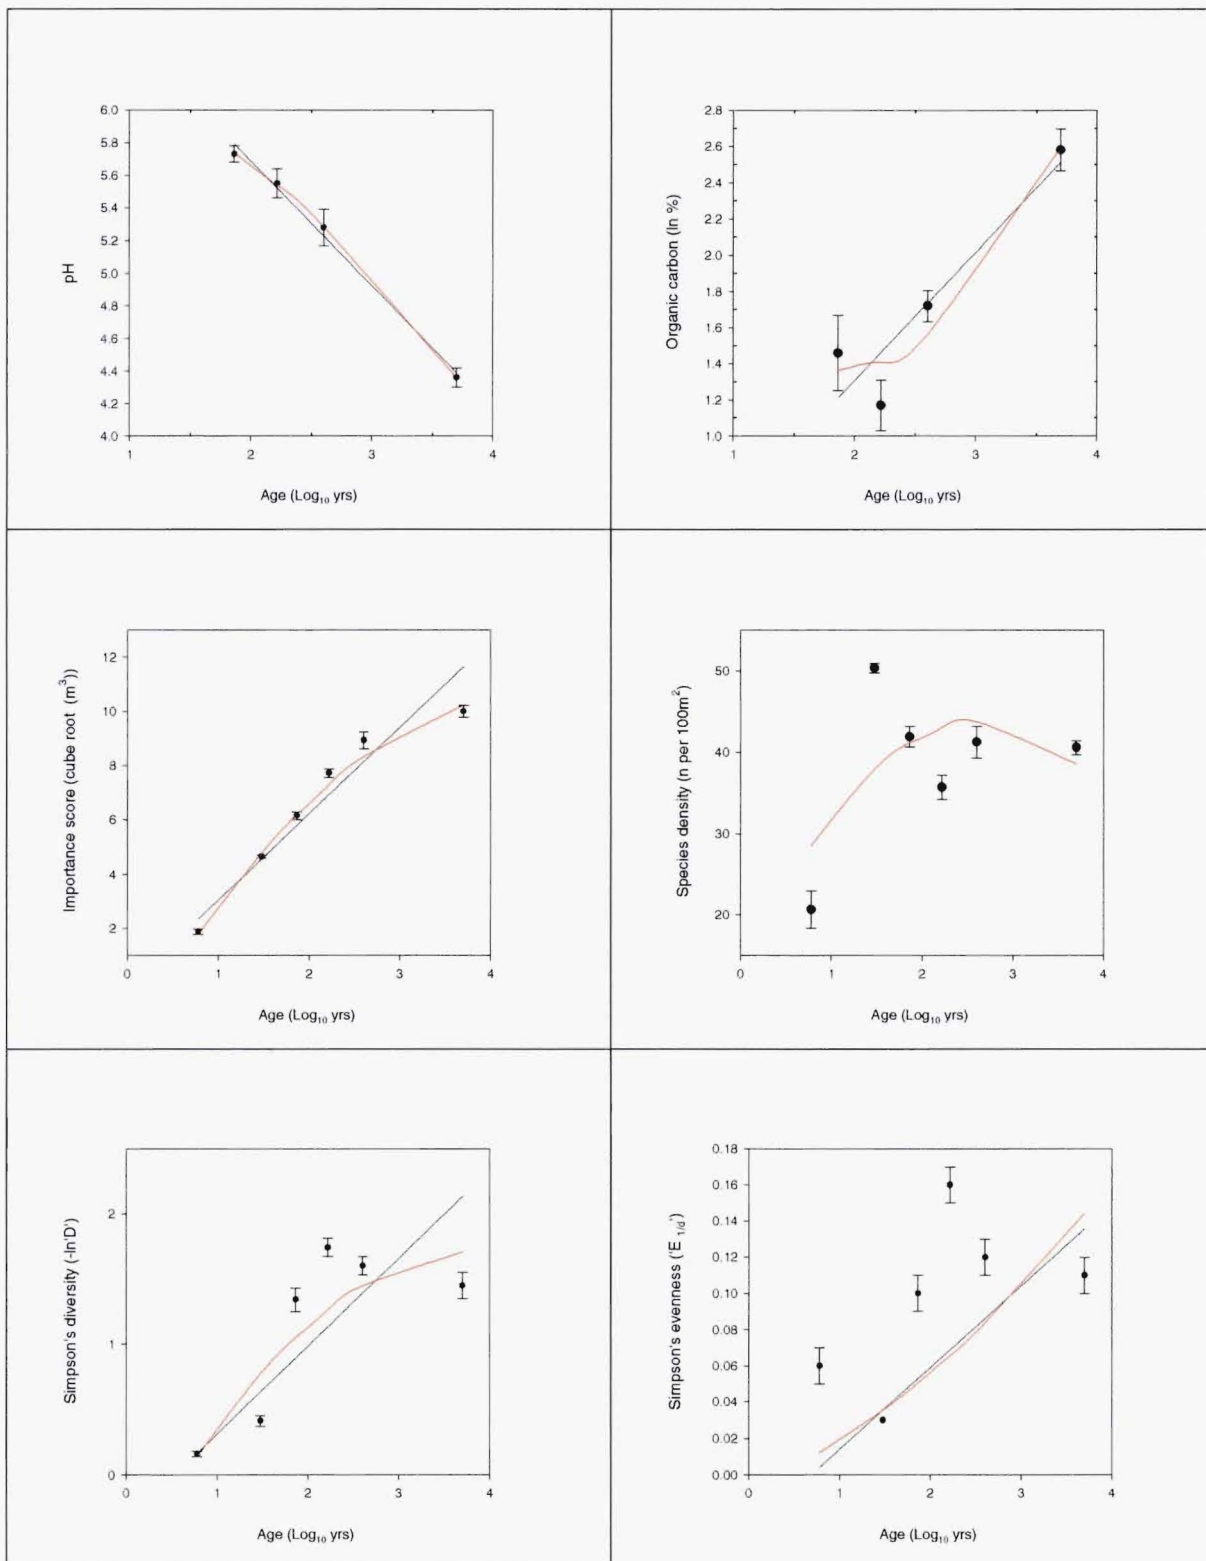 6.0
5.8
5.6
5.4
5.2
5.0
4.8
4.6
4.4
4.2
4.0
pH
1 2 3 4
Age (Log₁₀ yrs)
2.8
2.6
2.4
2.2
2.0
1.8
1.6
1.4
1.2
1.0
Organic carbon (ln %)
1 2 3 4
Age (Log₁₀ yrs)
12
10
8
6
4
2
Importance score (cube root (m³))
0 1 2 3 4
Age (Log₁₀ yrs)
50
40
30
20
Species density (n per 100m²)
0 1 2 3 4
Age (Log₁₀ yrs)
2
1
0
Simpson's diversity (-ln'D')
0 1 2 3 4
Age (Log₁₀ yrs)
0.18
0.16
0.14
0.12
0.10
0.08
0.06
0.04
0.02
0.00
Simpson's evenness ('E 1/d')
0 1 2 3 4
Age (Log₁₀ yrs)